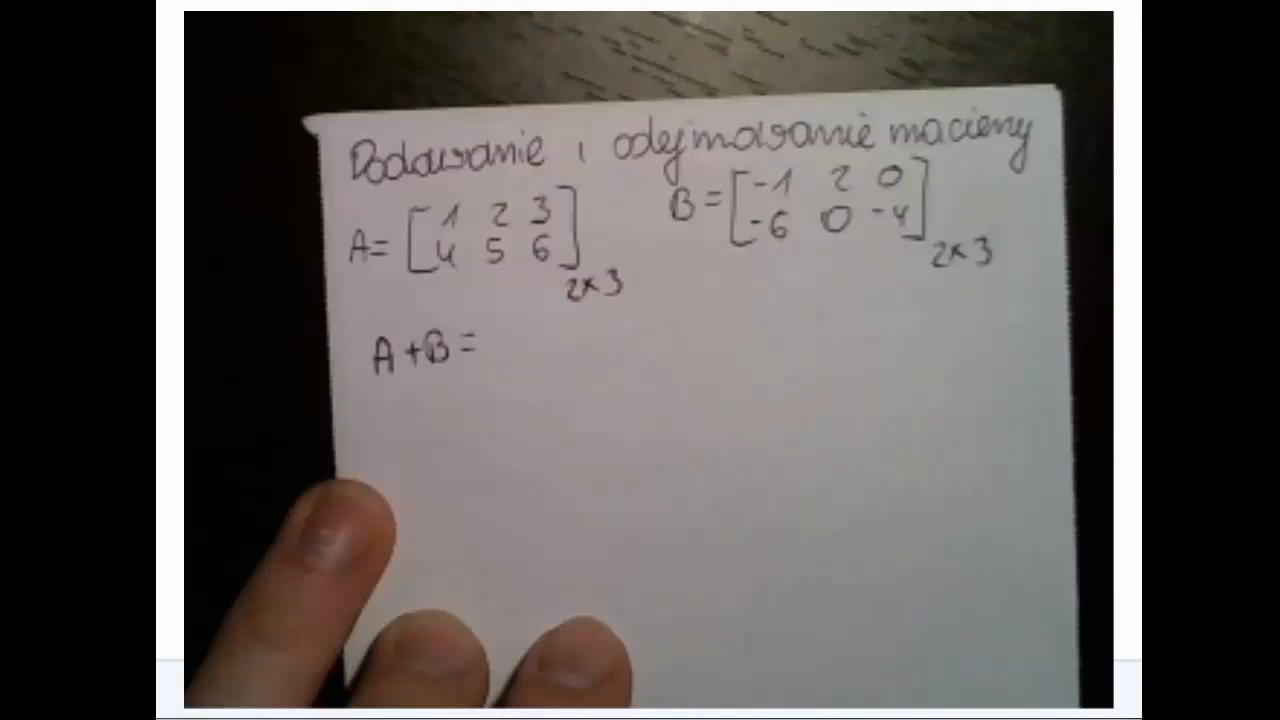 Dodawanie i odejmowanie macierzy
A = [ 1 2 3
4 5 6 ] 2x3
B = [ -1 2 0
-6 0 -4 ] 2x3
A + B =